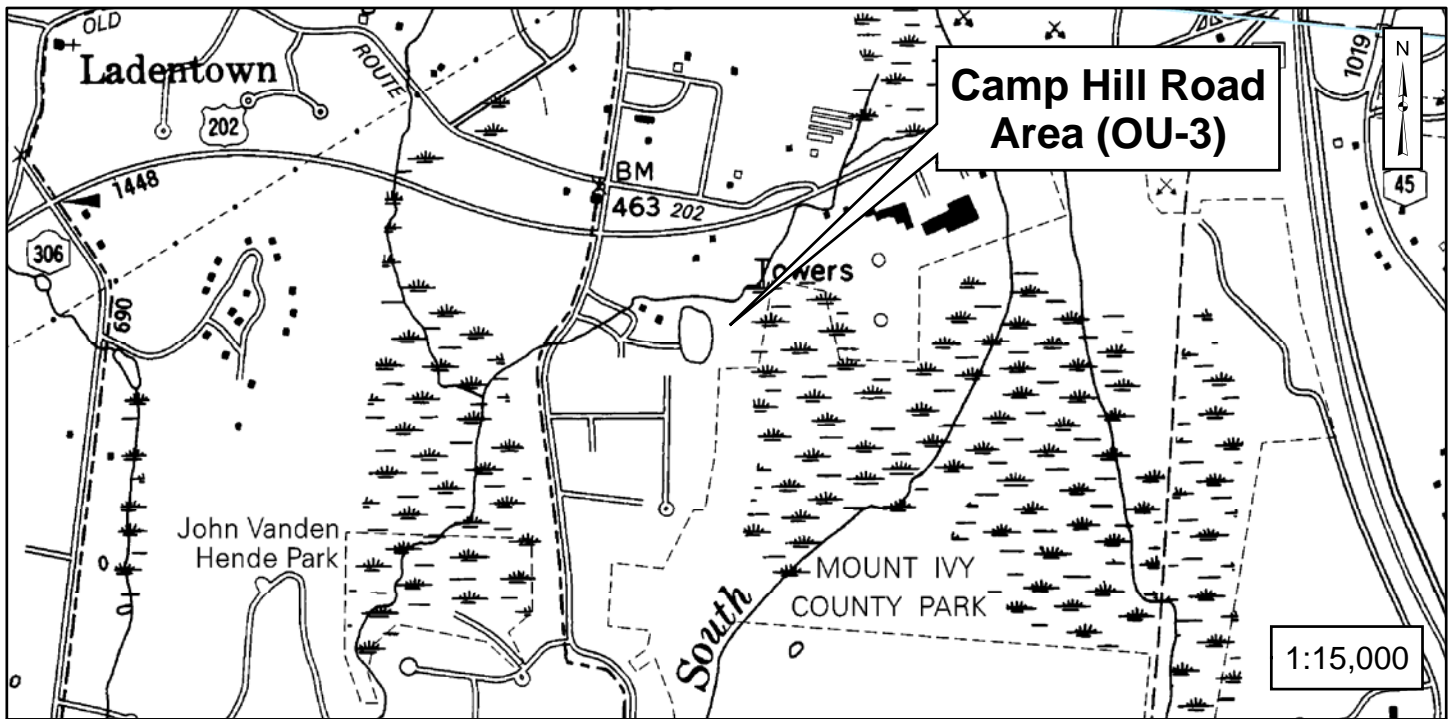 OLD
Ladentown
ROUTE
202
1448
306
690
BM
463 202
Towers
Camp Hill Road
Area (OU-3)
1019
N
45
John Vanden
Hende Park
South
MOUNT IVY
COUNTY PARK
1:15,000